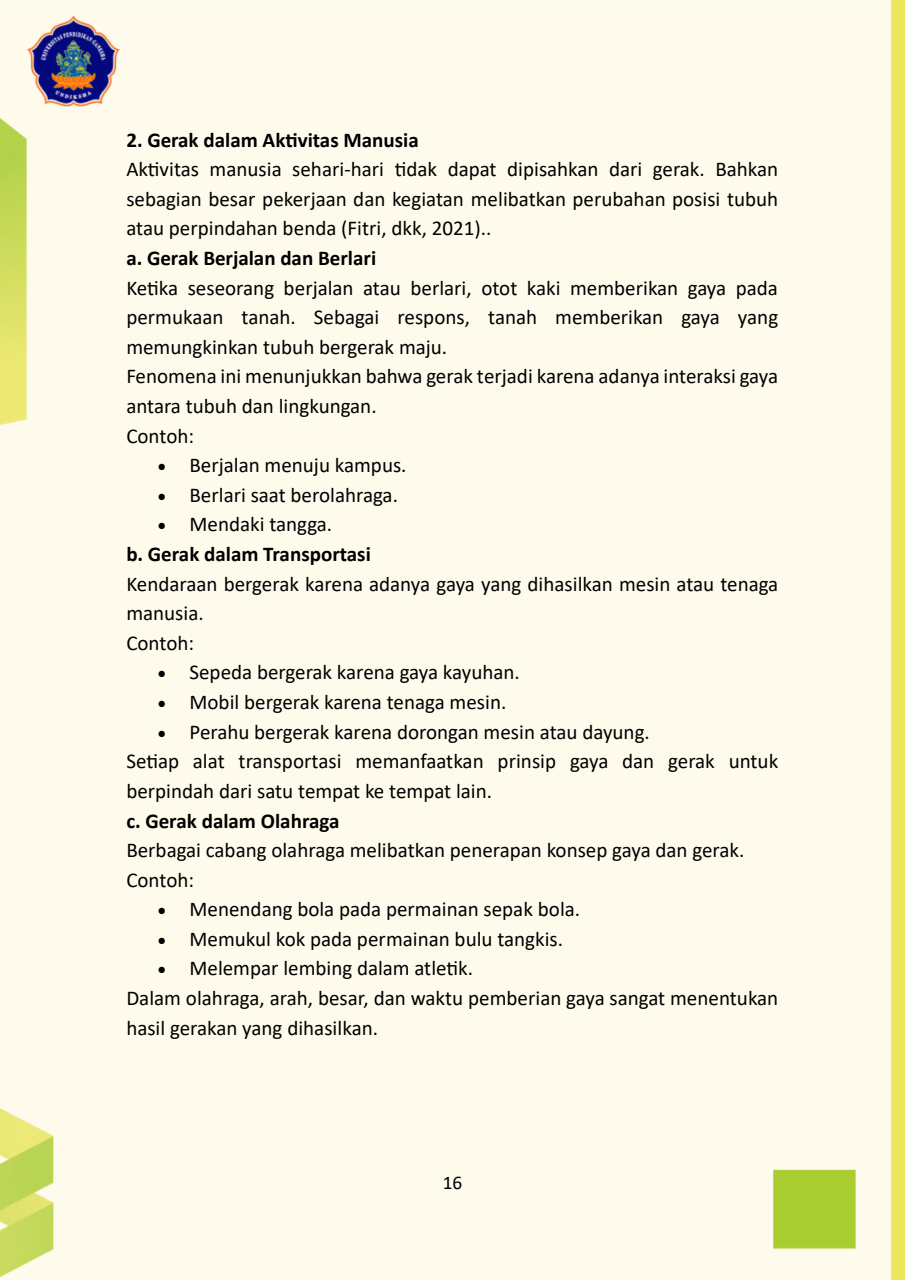 UNIVERSITAS PENDIDIKAN GANESHA
UNDIKSHA
2. Gerak dalam Aktivitas Manusia
Aktivitas manusia sehari-hari tidak dapat dipisahkan dari gerak. Bahkan
sebagian besar pekerjaan dan kegiatan melibatkan perubahan posisi tubuh
atau perpindahan benda (Fitri, dkk, 2021)..
a. Gerak Berjalan dan Berlari
Ketika seseorang berjalan atau berlari, otot kaki memberikan gaya pada
permukaan tanah. Sebagai respons, tanah memberikan gaya yang
memungkinkan tubuh bergerak maju.
Fenomena ini menunjukkan bahwa gerak terjadi karena adanya interaksi gaya
antara tubuh dan lingkungan.
Contoh:
• Berjalan menuju kampus.
• Berlari saat berolahraga.
• Mendaki tangga.
b. Gerak dalam Transportasi
Kendaraan bergerak karena adanya gaya yang dihasilkan mesin atau tenaga
manusia.
Contoh:
• Sepeda bergerak karena gaya kayuhan.
• Mobil bergerak karena tenaga mesin.
• Perahu bergerak karena dorongan mesin atau dayung.
Setiap alat transportasi memanfaatkan prinsip gaya dan gerak untuk
berpindah dari satu tempat ke tempat lain.
c. Gerak dalam Olahraga
Berbagai cabang olahraga melibatkan penerapan konsep gaya dan gerak.
Contoh:
• Menendang bola pada permainan sepak bola.
• Memukul kok pada permainan bulu tangkis.
• Melempar lembing dalam atletik.
Dalam olahraga, arah, besar, dan waktu pemberian gaya sangat menentukan
hasil gerakan yang dihasilkan.
16